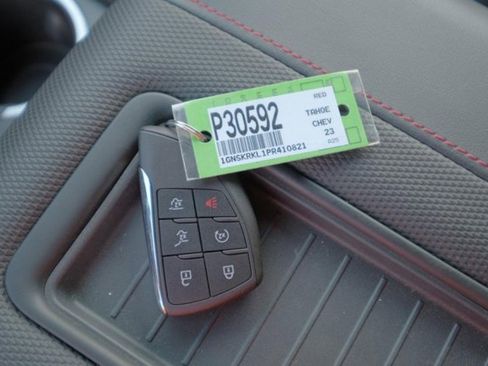 P30592
1GNSKRKL1PR410821
RED
TAHOE
CHEV
23